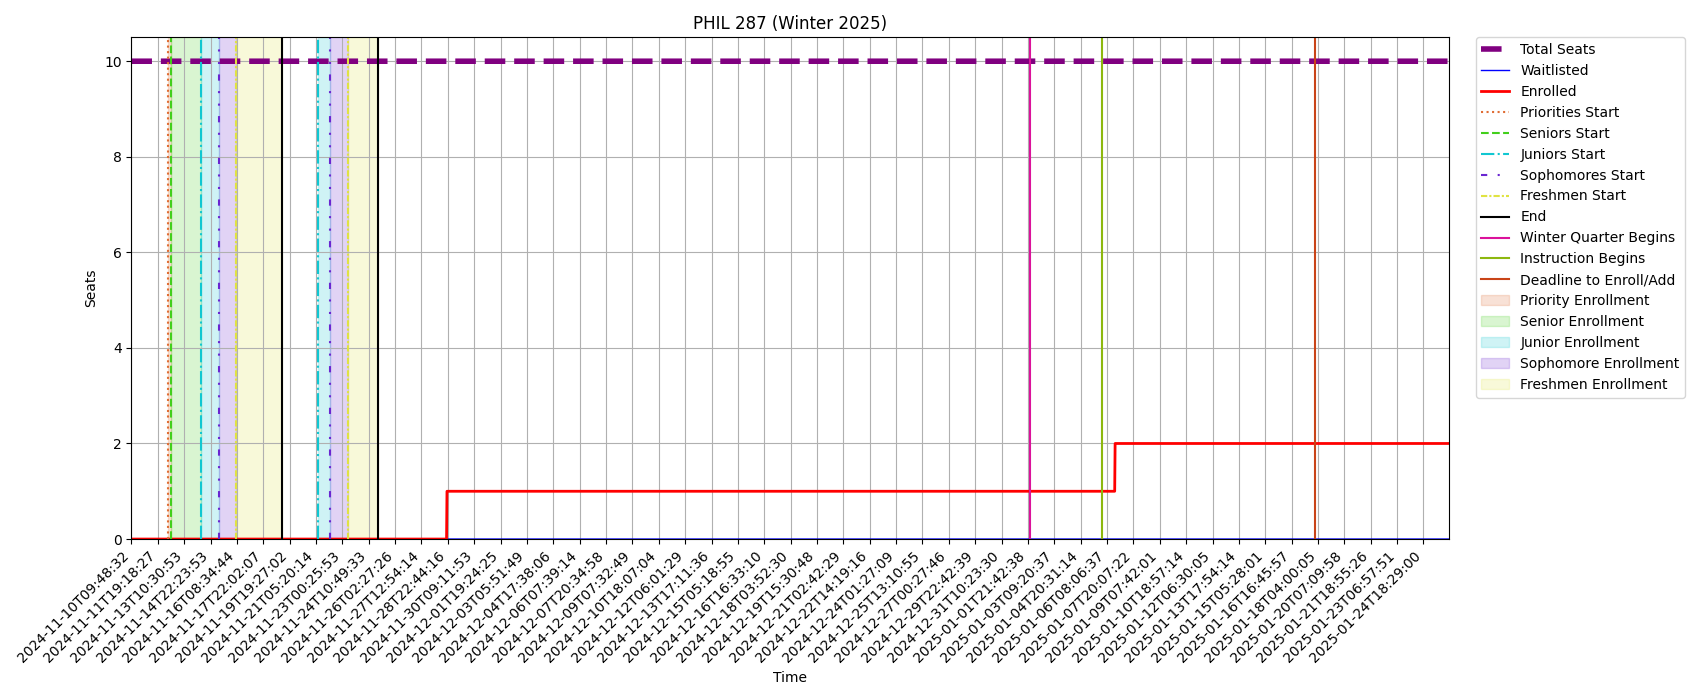 PHIL 287 (Winter 2025)
10
8
6
4
2
0
Seats
2024-11-10T09:48:32
2024-11-11T19:18:27
2024-11-13T10:30:53
2024-11-14T22:23:53
2024-11-16T08:34:44
2024-11-17T22:02:07
2024-11-19T19:27:02
2024-11-21T05:20:14
2024-11-23T00:25:53
2024-11-24T10:49:33
2024-11-26T02:27:26
2024-11-27T12:54:14
2024-11-28T22:44:16
2024-11-30T09:11:53
2024-12-01T19:24:25
2024-12-03T05:51:49
2024-12-04T17:38:06
2024-12-06T07:39:14
2024-12-07T20:34:58
2024-12-09T07:32:49
2024-12-10T18:07:04
2024-12-12T06:01:29
2024-12-13T17:11:36
2024-12-15T05:18:55
2024-12-16T16:33:10
2024-12-18T03:52:30
2024-12-19T15:30:48
2024-12-21T02:42:29
2024-12-22T14:19:16
2024-12-24T01:27:09
2024-12-25T13:10:55
2024-12-27T00:27:46
2024-12-29T22:42:39
2024-12-31T10:23:30
2025-01-01T21:42:38
2025-01-03T09:20:37
2025-01-04T20:31:14
2025-01-06T08:06:37
2025-01-07T20:07:22
2025-01-09T07:42:01
2025-01-10T18:57:14
2025-01-12T06:30:05
2025-01-13T17:54:14
2025-01-15T05:28:01
2025-01-16T16:45:57
2025-01-18T04:00:05
2025-01-20T07:09:58
2025-01-21T18:55:26
2025-01-23T06:57:51
2025-01-24T18:29:00
Time
Total Seats
Waitlisted
Enrolled
Priorities Start
Seniors Start
Juniors Start
Sophomores Start
Freshmen Start
End
Winter Quarter Begins
Instruction Begins
Deadline to Enroll/Add
Priority Enrollment
Senior Enrollment
Junior Enrollment
Sophomore Enrollment
Freshmen Enrollment